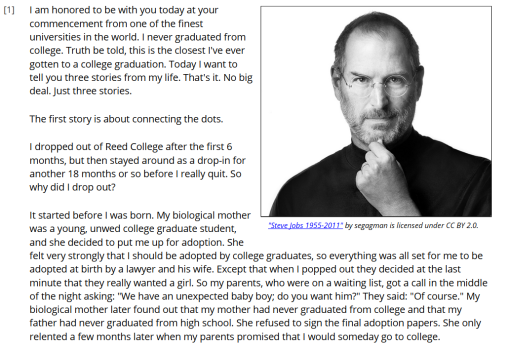 [1] I am honored to be with you today at your
commencement from one of the finest
universities in the world. I never graduated from
college. Truth be told, this is the closest I've ever
gotten to a college graduation. Today I want to
tell you three stories from my life. That's it. No big
deal. Just three stories.
The first story is about connecting the dots.
I dropped out of Reed College after the first 6
months, but then stayed around as a drop-in for
another 18 months or so before I really quit. So
why did I drop out?
It started before I was born. My biological mother
was a young, unwed college graduate student,
and she decided to put me up for adoption. She
"Steve Jobs 1955-2011" by segagman is licensed under CC BY 2.0.
felt very strongly that I should be adopted by college graduates, so everything was all set for me to be
adopted at birth by a lawyer and his wife. Except that when I popped out they decided at the last
minute that they really wanted a girl. So my parents, who were on a waiting list, got a call in the middle
of the night asking: "We have an unexpected baby boy; do you want him?" They said: "Of course." My
biological mother later found out that my mother had never graduated from college and that my
father had never graduated from high school. She refused to sign the final adoption papers. She only
relented a few months later when my parents promised that I would someday go to college.